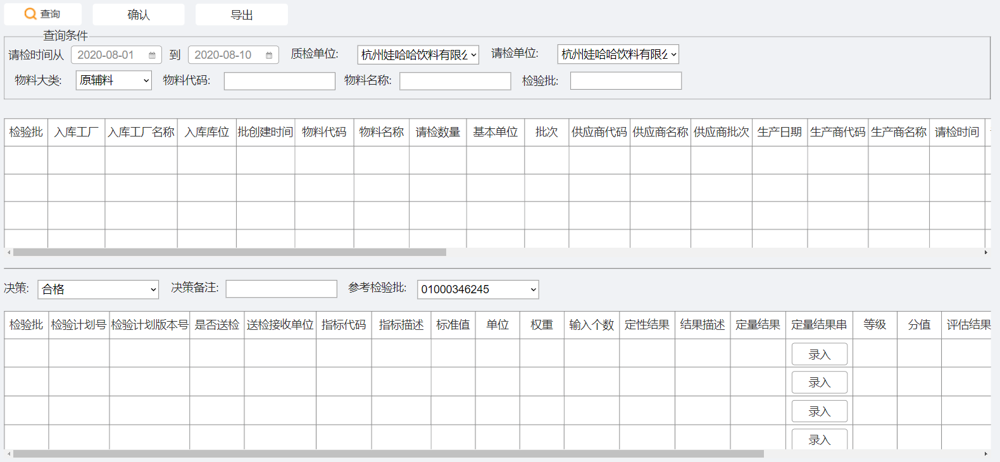 查询 确认 导出
查询条件
请检时间从 2020-08-01 到 2020-08-10 质检单位: 杭州娃哈哈饮料有限公 请检单位: 杭州娃哈哈饮料有限公
物料大类: 原辅料 物料代码: 物料名称: 检验批:
检验批 入库工厂 入库工厂名称 入库库位 批创建时间 物料代码 物料名称 请检数量 基本单位 批次 供应商代码 供应商名称 供应商批次 生产日期 生产商代码 生产商名称 请检时间
决策: 合格 决策备注: 参考检验批: 01000346245
检验批 检验计划号 检验计划版本号 是否送检 送检接收单位 指标代码 指标描述 标准值 单位 权重 输入个数 定性结果 结果描述 定量结果 定量结果串 等级 分值 评估结果
录入
录入
录入
录入